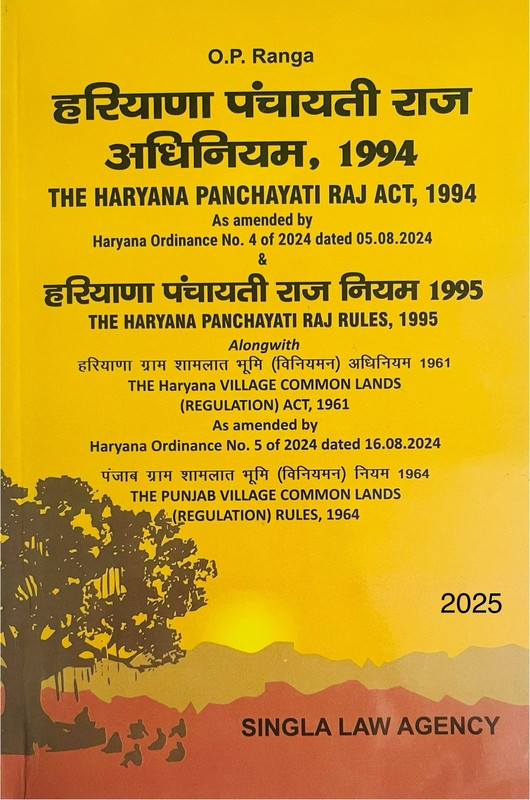 O.P. Ranga
हरियाणा पंचायती राज
अधिनियम, 1994
THE HARYANA PANCHAYATI RAJ ACT, 1994
As amended by
Haryana Ordinance No. 4 of 2024 dated 05.08.2024
&
हरियाणा पंचायती राज नियम 1995
THE HARYANA PANCHAYATI RAJ RULES, 1995
Alongwith
हरियाणा ग्राम शामलात भूमि (विनियमन) अधिनियम 1961
THE Haryana VILLAGE COMMON LANDS
(REGULATION) ACT, 1961
As amended by
Haryana Ordinance No. 5 of 2024 dated 16.08.2024
पंजाब ग्राम शामलात भूमि (विनियमन) नियम 1964
THE PUNJAB VILLAGE COMMON LANDS
(REGULATION) RULES, 1964
2025
SINGLA LAW AGENCY